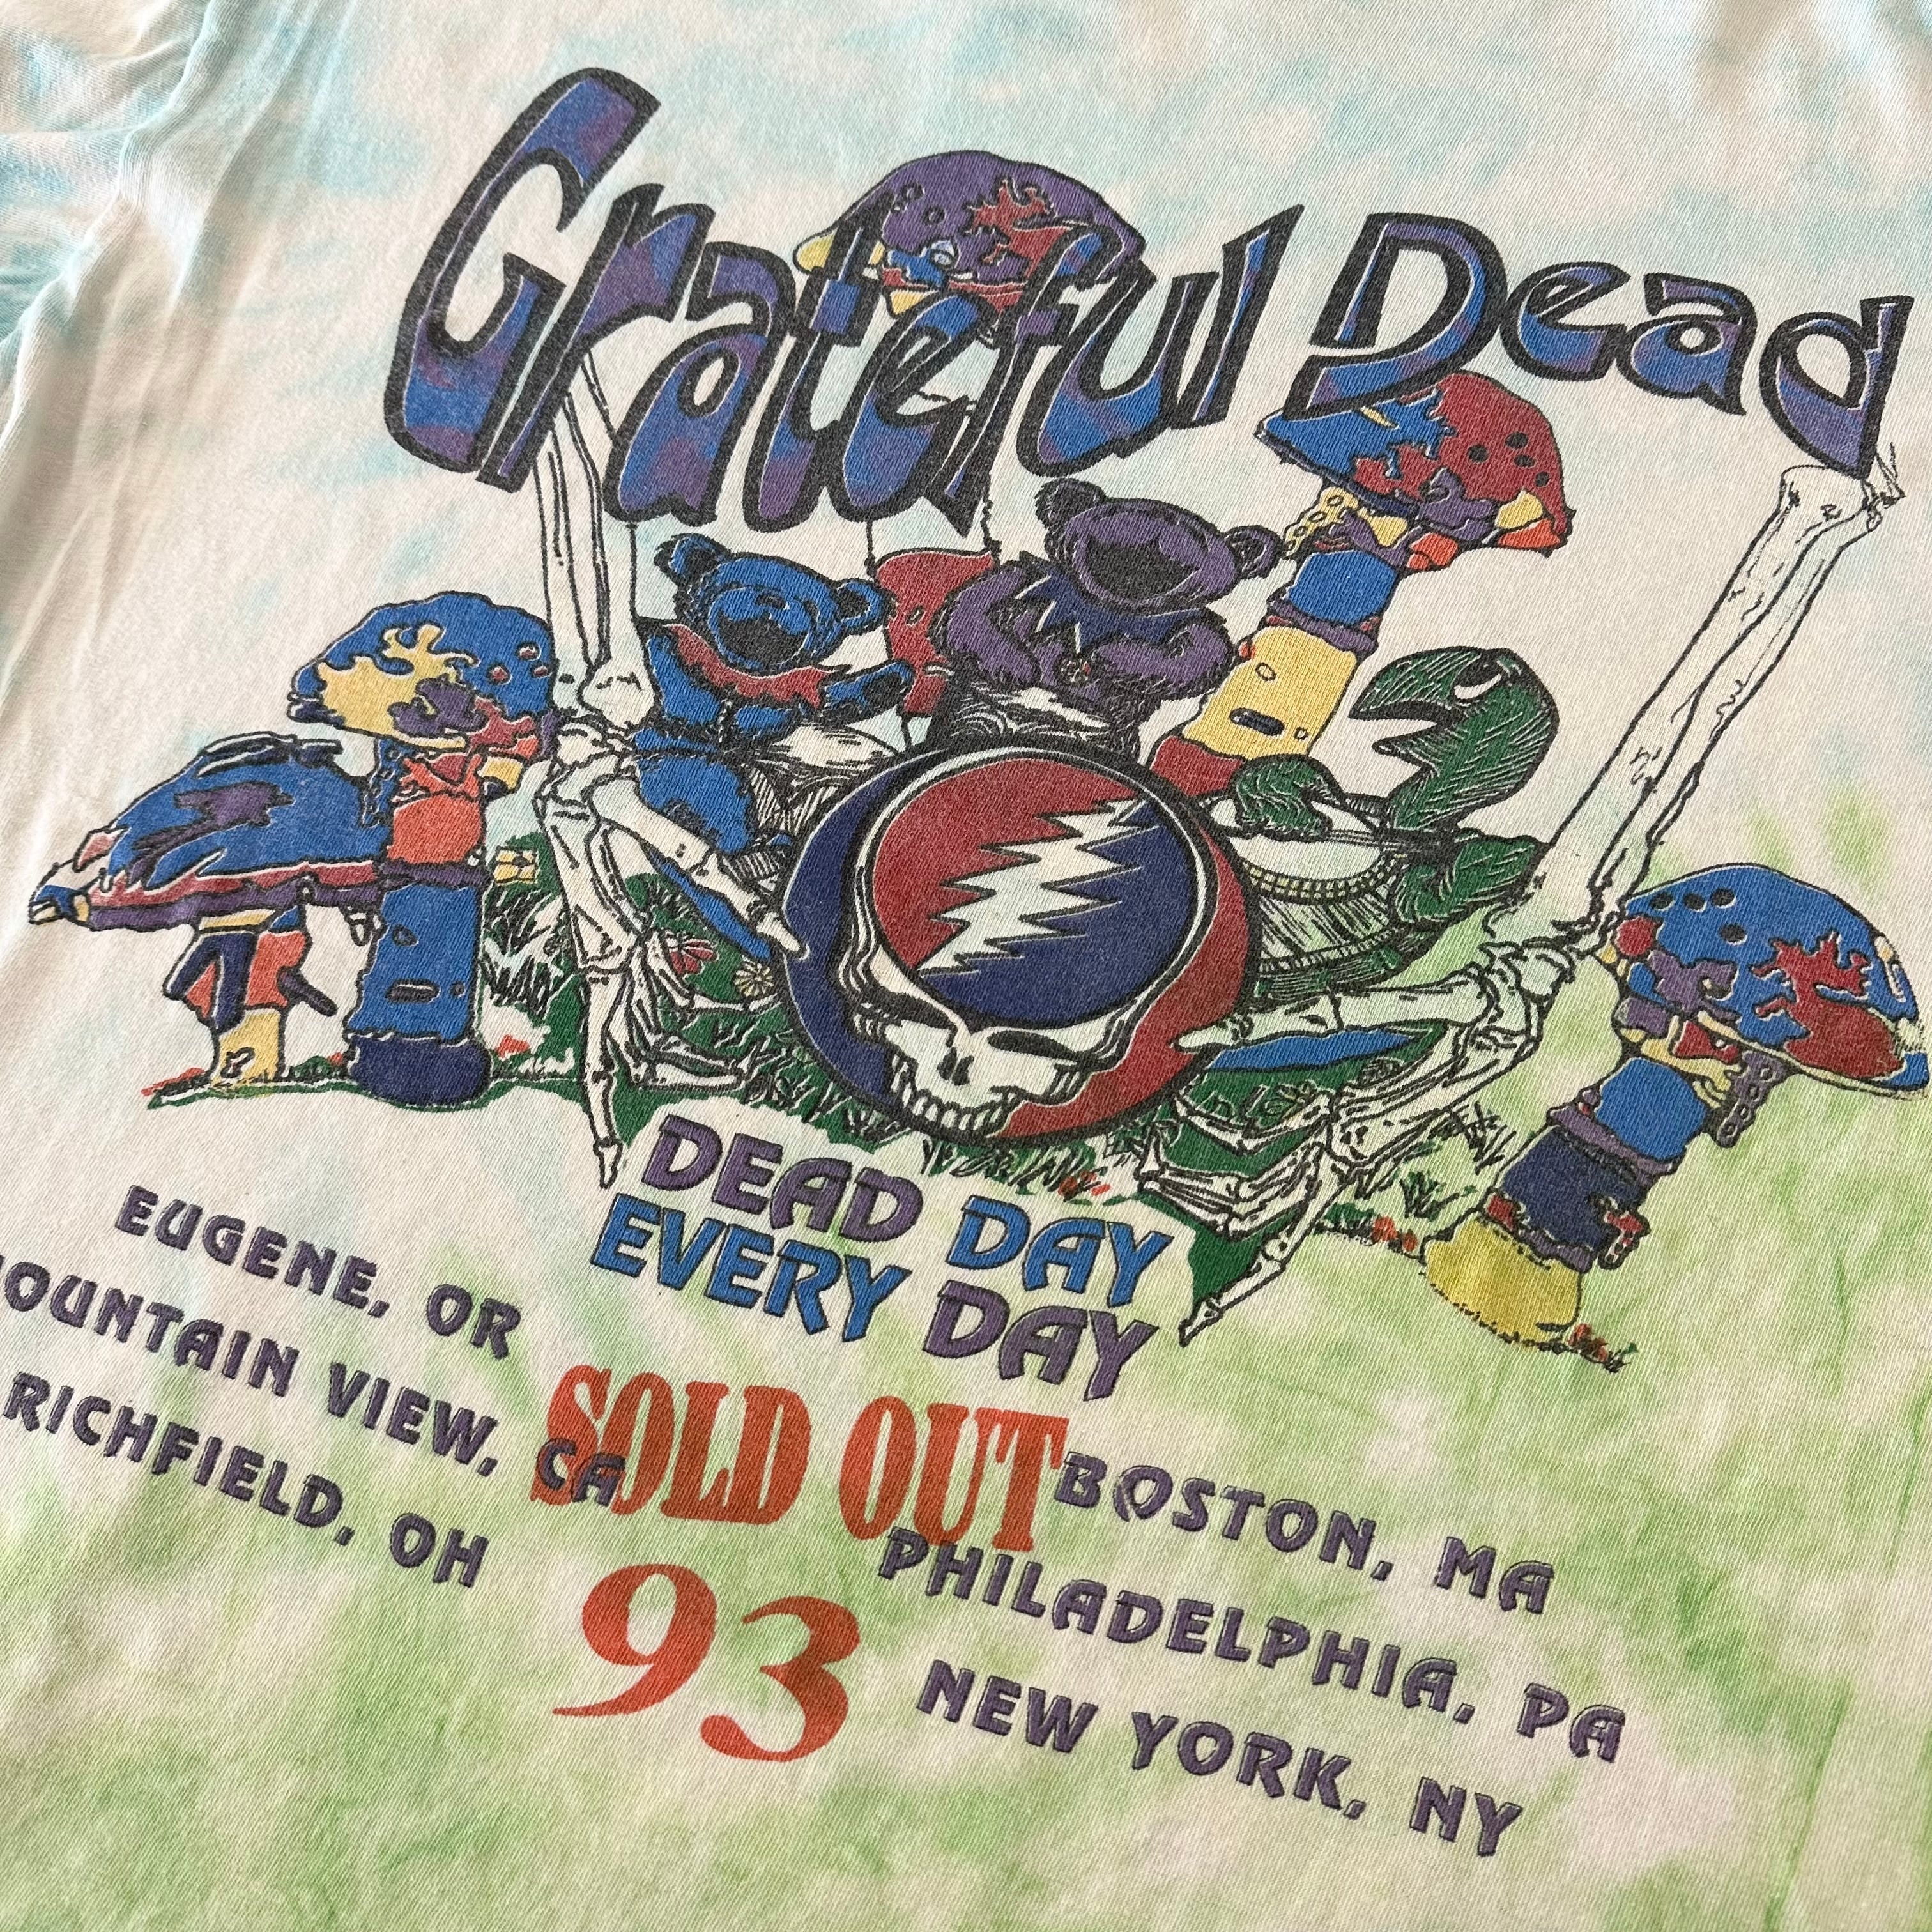 Grateful Dead
DEAD DAY
EVERY DAY
EUGENE, OR
OUNTAIN VIEW, CA
RICHFIELD, OH
SOLD OUT
93
BOSTON, MA
PHILADELPHIA, PA
NEW YORK, NY